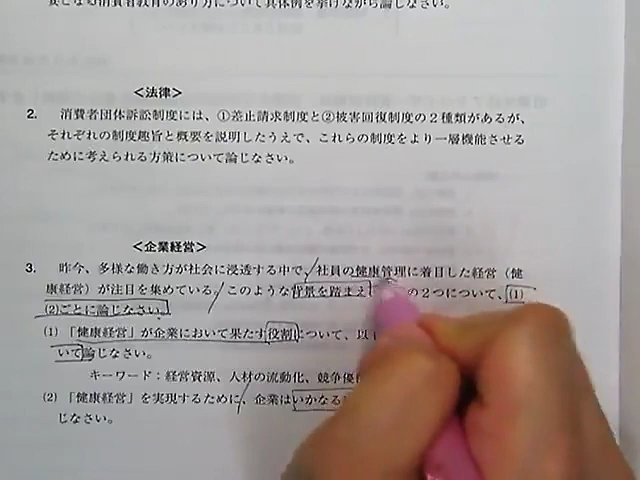 消費者教育のあり方について具体例を挙げながら論じなさい。
＜法律＞
2. 消費者団体訴訟制度には、①差止請求制度と②被害回復制度の２種類があるが、
それぞれの制度趣旨と概要を説明したうえで、これらの制度をより一層機能させる
ために考えられる方策について論じなさい。
＜企業経営＞
3. 昨今、多様な働き方が社会に浸透する中で、社員の健康管理に着目した経営（健
康経営）が注目を集めている。このような背景を踏まえ の２つについて、(1)
(2)ごとに論じなさい。
(1) 「健康経営」が企業において果たす役割について、以
いて論じなさい。
キーワード：経営資源、人材の流動化、競争優
(2) 「健康経営」を実現するために、企業はいかなる
じなさい。